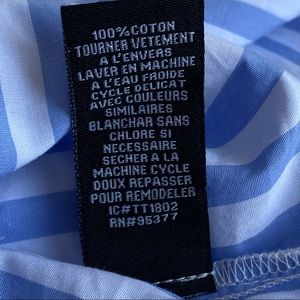 100%COTON
TOURNER VETEMENT
A L'ENVERS
LAVER EN MACHINE
A L'EAU FROIDE
CYCLE DELICAT
AVEC COULEURS
SIMILAIRES
BLANCHAR SANS
CHLORE SI
NECESSAIRE
SECHER A LA
MACHINE CYCLE
DOUX REPASSER
POUR REMODELER
IC#TT1802
RN#95377